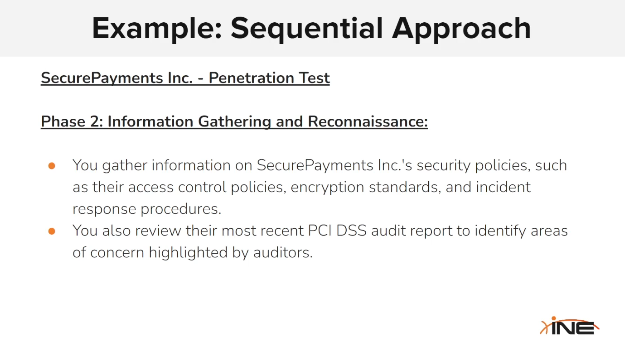 Example: Sequential Approach
SecurePayments Inc. - Penetration Test
Phase 2: Information Gathering and Reconnaissance:
● You gather information on SecurePayments Inc.'s security policies, such
as their access control policies, encryption standards, and incident
response procedures.
● You also review their most recent PCI DSS audit report to identify areas
of concern highlighted by auditors.
INE